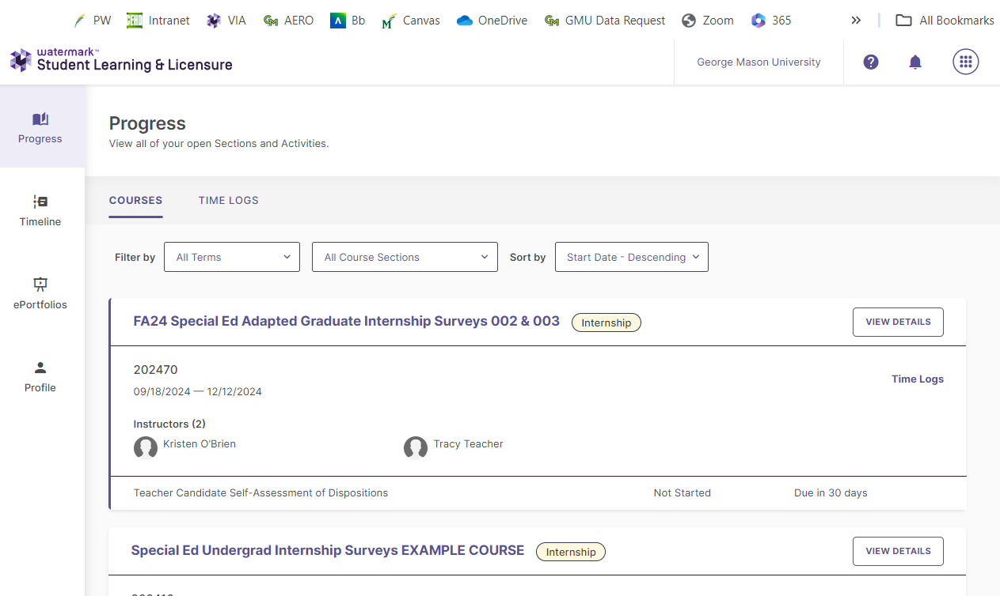 PW Intranet VIA AERO Bb Canvas OneDrive GMU Data Request Zoom 365 » All Bookmarks
watermark™
Student Learning & Licensure
George Mason University
Progress
View all of your open Sections and Activities.
Progress
COURSES TIME LOGS
Timeline
Filter by All Terms All Course Sections Sort by Start Date - Descending
ePortfolios
FA24 Special Ed Adapted Graduate Internship Surveys 002 & 003 Internship VIEW DETAILS
202470
Time Logs
Profile
09/18/2024 — 12/12/2024
Instructors (2)
Kristen O'Brien Tracy Teacher
Teacher Candidate Self-Assessment of Dispositions Not Started Due in 30 days
Special Ed Undergrad Internship Surveys EXAMPLE COURSE Internship VIEW DETAILS